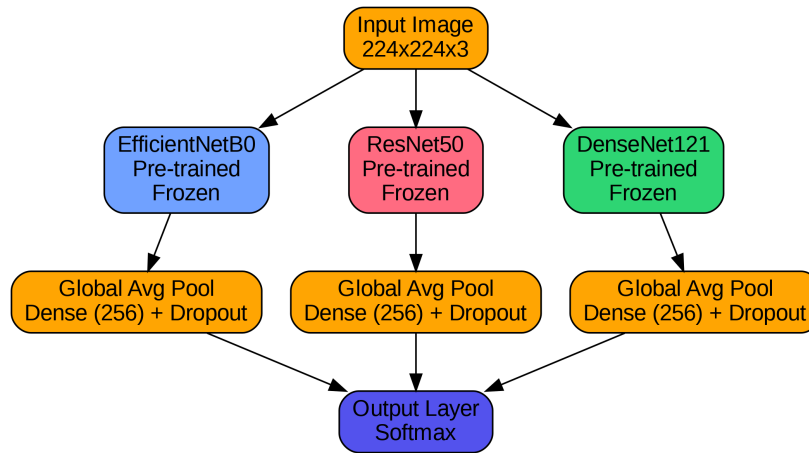 Input Image
224x224x3
EfficientNetB0
Pre-trained
Frozen
ResNet50
Pre-trained
Frozen
DenseNet121
Pre-trained
Frozen
Global Avg Pool
Dense (256) + Dropout
Global Avg Pool
Dense (256) + Dropout
Global Avg Pool
Dense (256) + Dropout
Output Layer
Softmax